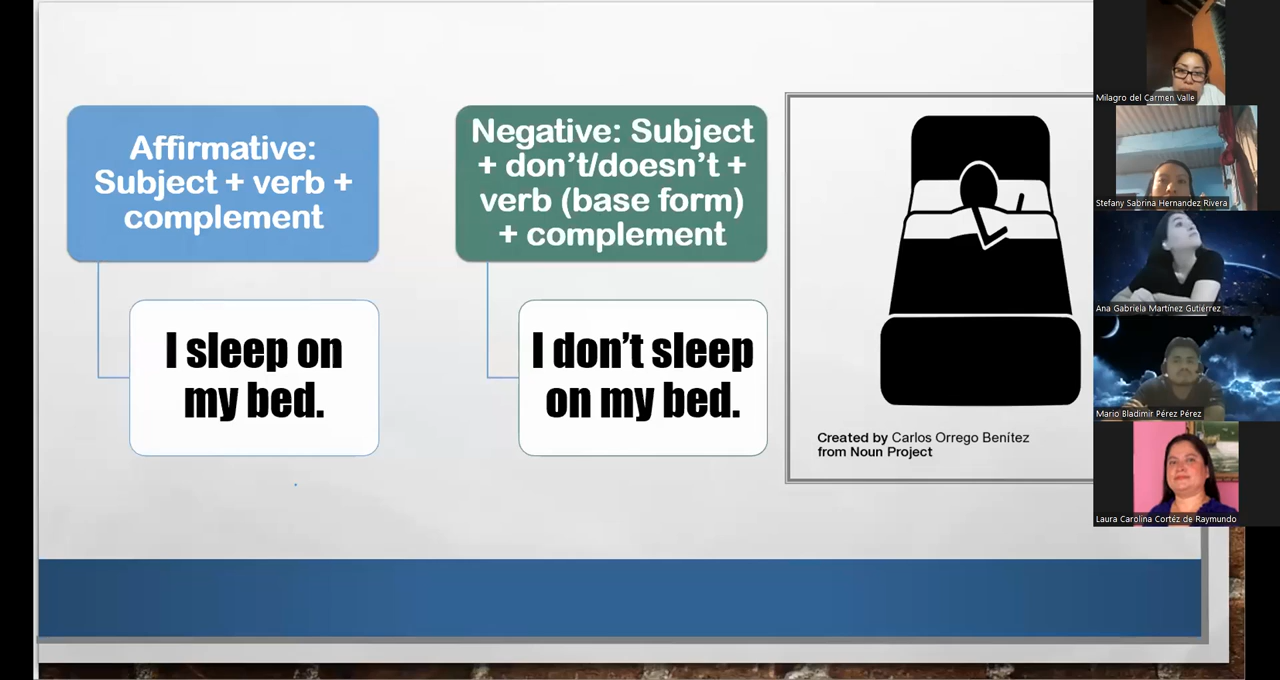 Affirmative:
Subject + verb +
complement
I sleep on
my bed.
Negative: Subject
+ don’t/doesn’t +
verb (base form)
+ complement
I don’t sleep
on my bed.
Created by Carlos Orrego Benítez
from Noun Project
Milagro del Carmen Valle
Stefany Sabrina Hernandez Rivera
Ana Gabriela Martínez Gutiérrez
Mario Bladimir Pérez Pérez
Laura Carolina Cortéz de Raymundo